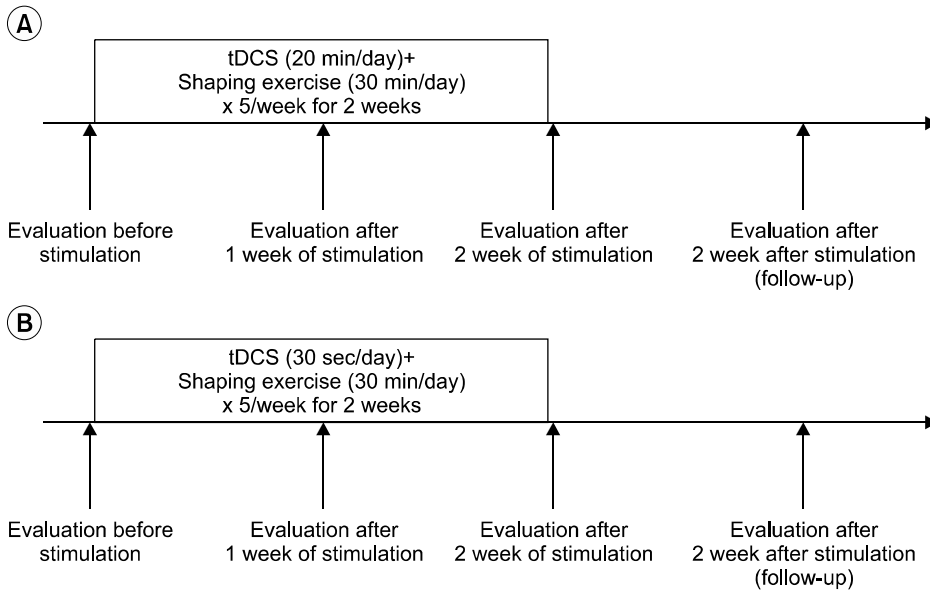 A
tDCS (20 min/day)+
Shaping exercise (30 min/day)
x 5/week for 2 weeks
Evaluation before
stimulation
Evaluation after
1 week of stimulation
Evaluation after
2 week of stimulation
Evaluation after
2 week after stimulation
(follow-up)
B
tDCS (30 sec/day)+
Shaping exercise (30 min/day)
x 5/week for 2 weeks
Evaluation before
stimulation
Evaluation after
1 week of stimulation
Evaluation after
2 week of stimulation
Evaluation after
2 week after stimulation
(follow-up)